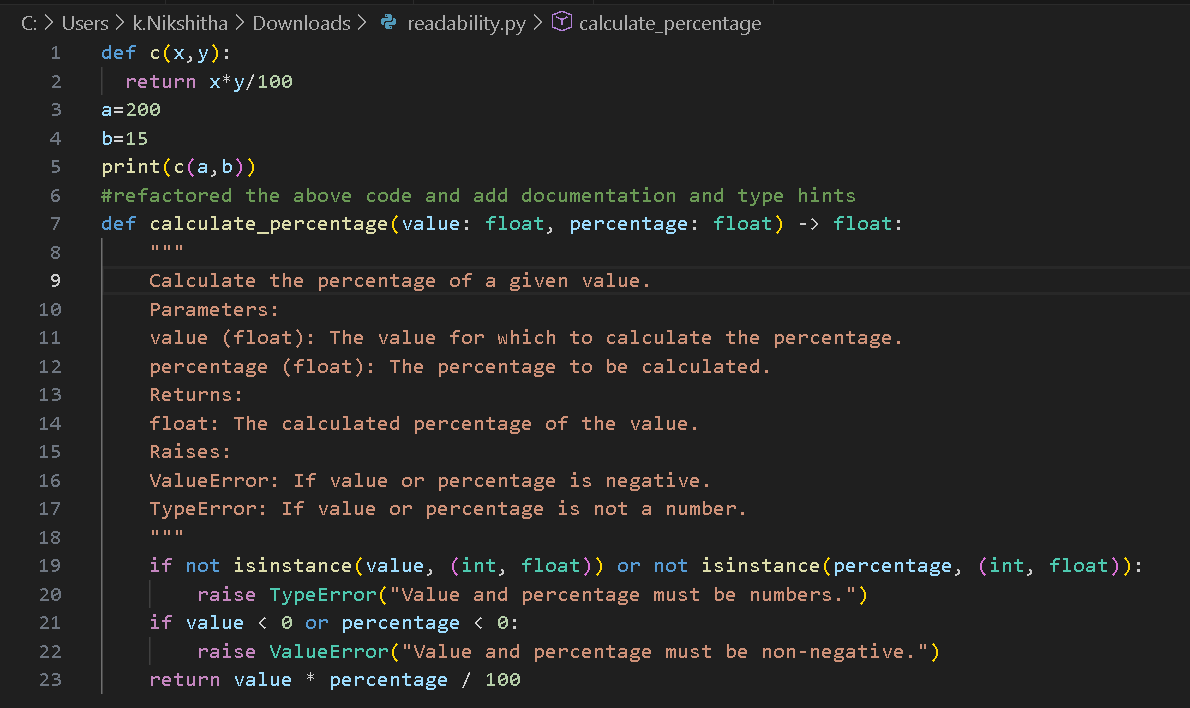 C: > Users > k.Nikshitha > Downloads > readability.py > calculate_percentage
1 def c(x,y):
2   return x*y/100
3 a=200
4 b=15
5 print(c(a,b))
6 #refactored the above code and add documentation and type hints
7 def calculate_percentage(value: float, percentage: float) -> float:
8     """
9     Calculate the percentage of a given value.
10     Parameters:
11     value (float): The value for which to calculate the percentage.
12     percentage (float): The percentage to be calculated.
13     Returns:
14     float: The calculated percentage of the value.
15     Raises:
16     ValueError: If value or percentage is negative.
17     TypeError: If value or percentage is not a number.
18     """
19     if not isinstance(value, (int, float)) or not isinstance(percentage, (int, float)):
20         raise TypeError("Value and percentage must be numbers.")
21     if value < 0 or percentage < 0:
22         raise ValueError("Value and percentage must be non-negative.")
23     return value * percentage / 100